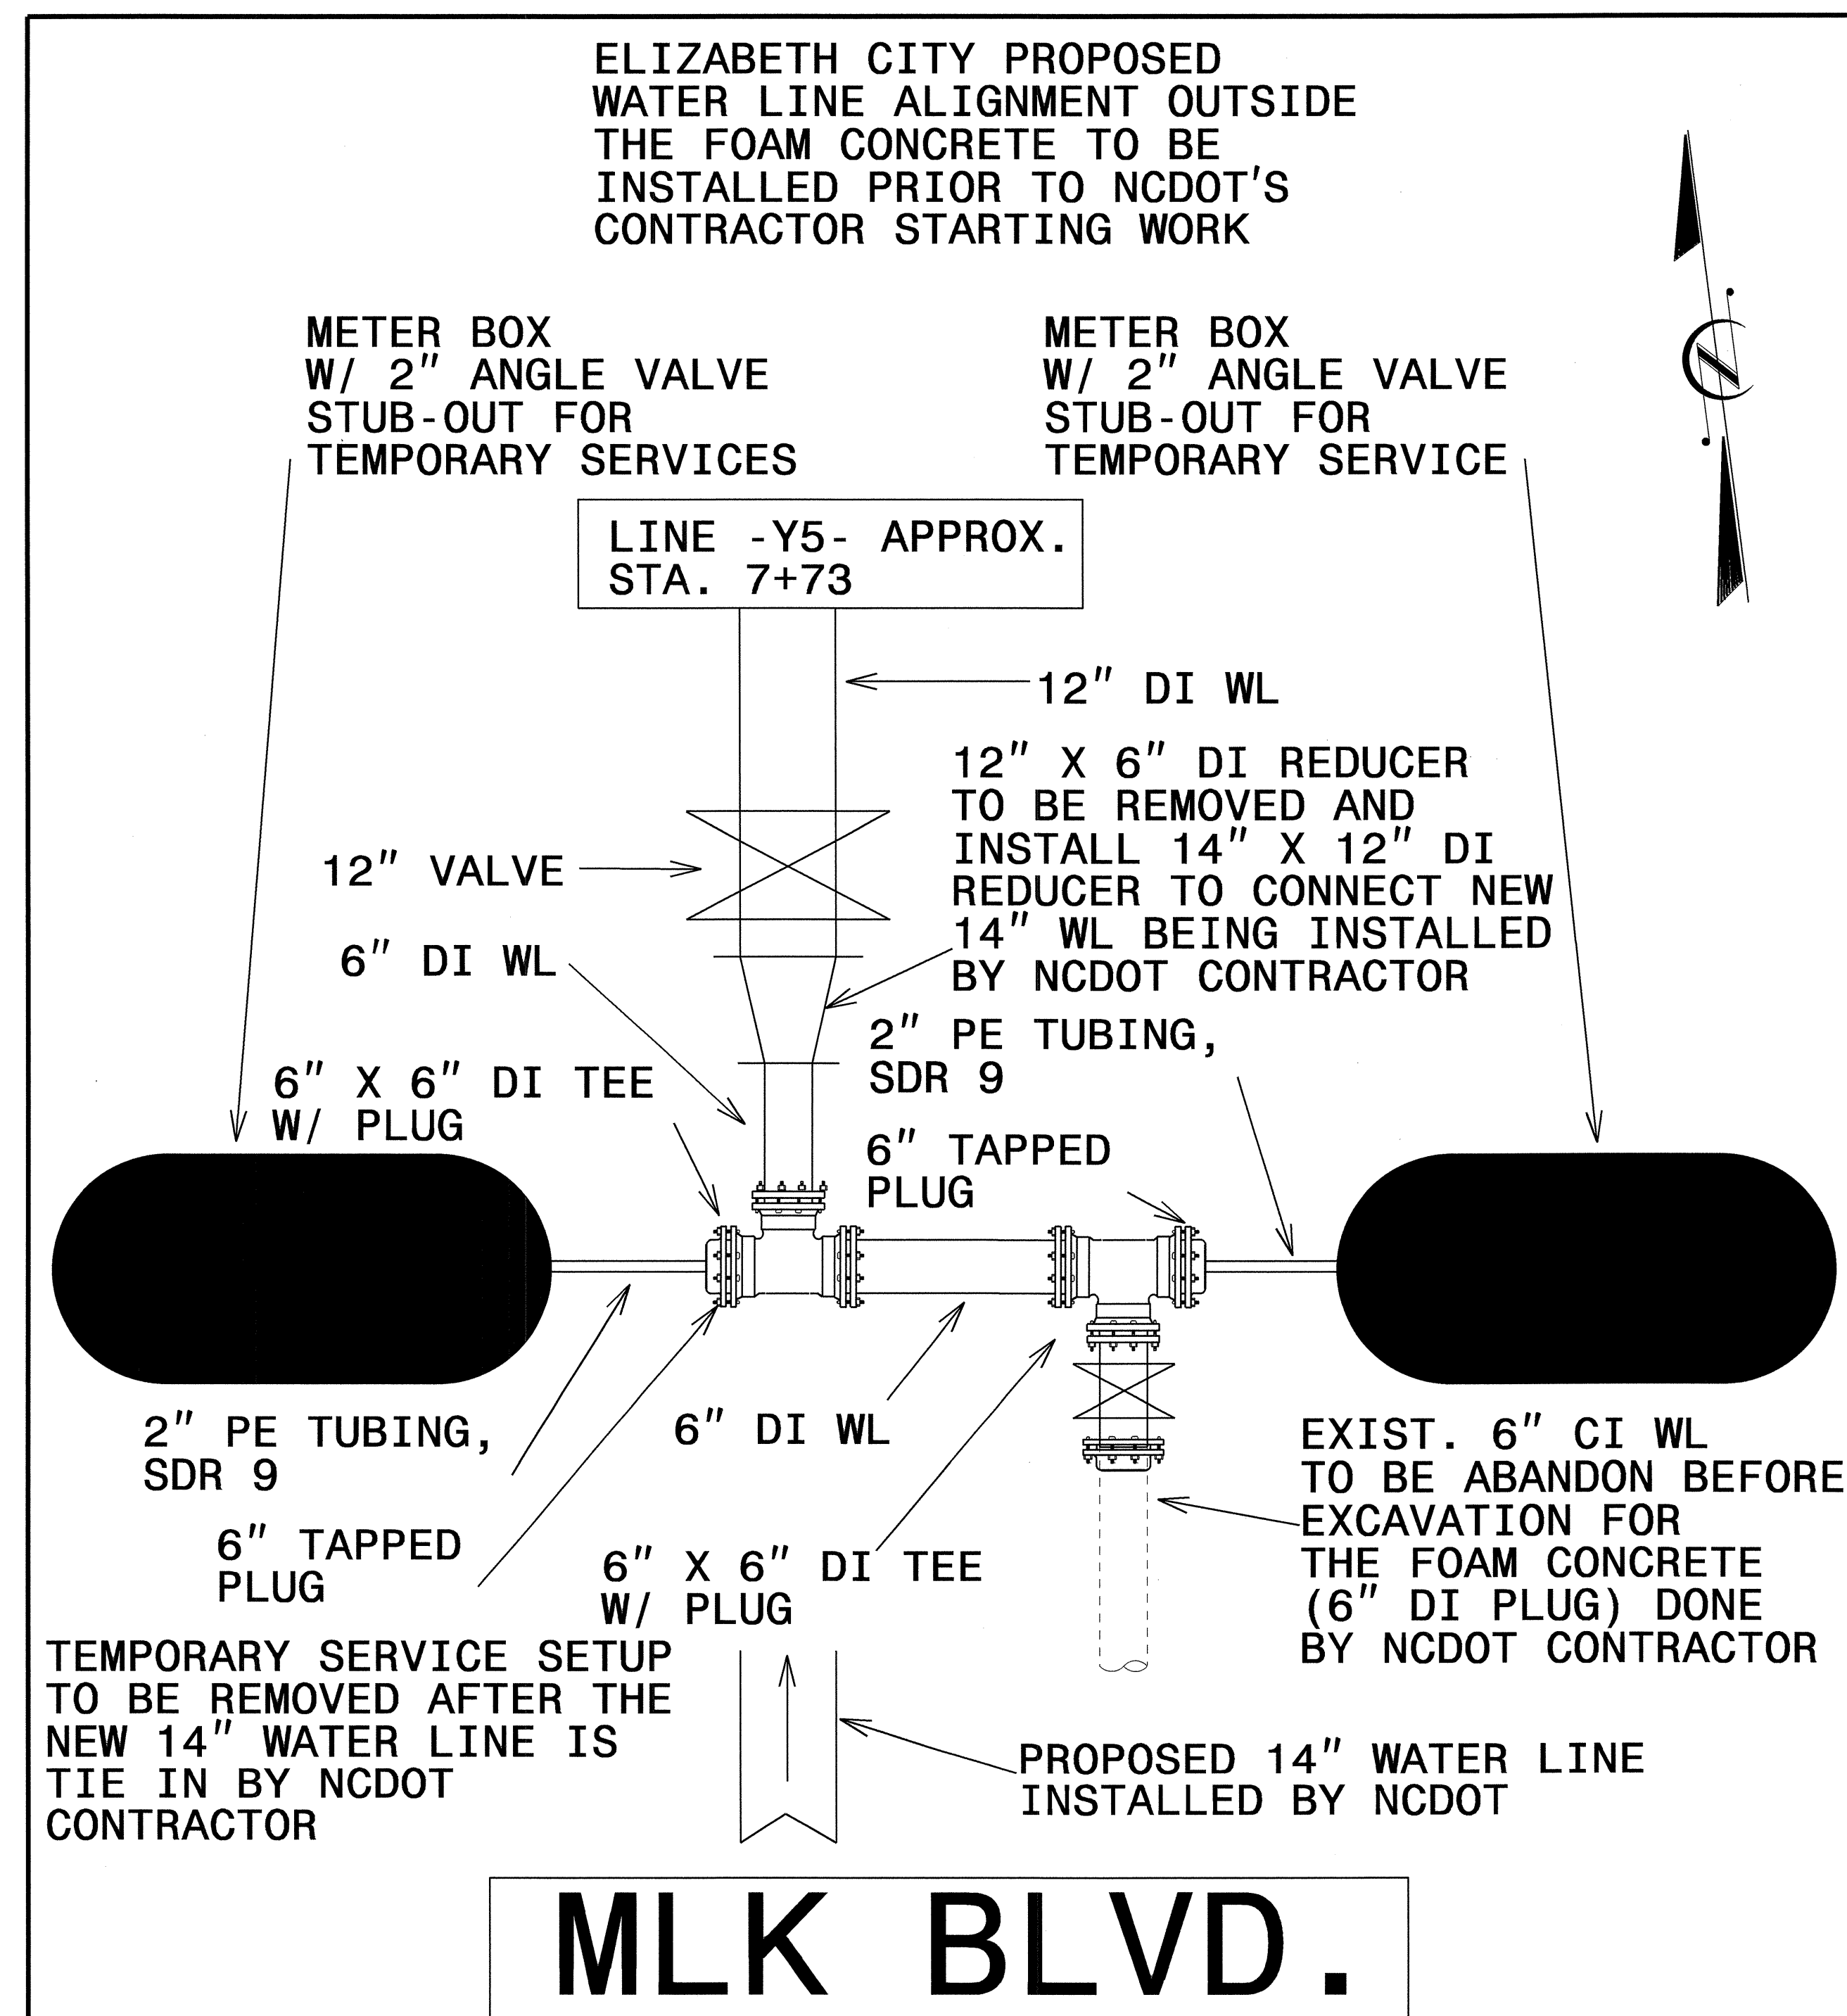 ELIZABETH CITY PROPOSED
WATER LINE ALIGNMENT OUTSIDE
THE FOAM CONCRETE TO BE
INSTALLED PRIOR TO NCDOT'S
CONTRACTOR STARTING WORK
METER BOX
W/ 2" ANGLE VALVE
STUB-OUT FOR
TEMPORARY SERVICES
METER BOX
W/ 2" ANGLE VALVE
STUB-OUT FOR
TEMPORARY SERVICE
N
LINE -Y5- APPROX.
STA. 7+73
12" DI WL
12" X 6" DI REDUCER
TO BE REMOVED AND
INSTALL 14" X 12" DI
REDUCER TO CONNECT NEW
14" WL BEING INSTALLED
BY NCDOT CONTRACTOR
12" VALVE
6" DI WL
2" PE TUBING,
SDR 9
6" X 6" DI TEE
W/ PLUG
6" TAPPED
PLUG
2" PE TUBING,
SDR 9
6" DI WL
6" TAPPED
PLUG
6" X 6" DI TEE
W/ PLUG
EXIST. 6" CI WL
TO BE ABANDON BEFORE
EXCAVATION FOR
THE FOAM CONCRETE
(6" DI PLUG) DONE
BY NCDOT CONTRACTOR
TEMPORARY SERVICE SETUP
TO BE REMOVED AFTER THE
NEW 14" WATER LINE IS
TIE IN BY NCDOT
CONTRACTOR
PROPOSED 14" WATER LINE
INSTALLED BY NCDOT
MLK BLVD.